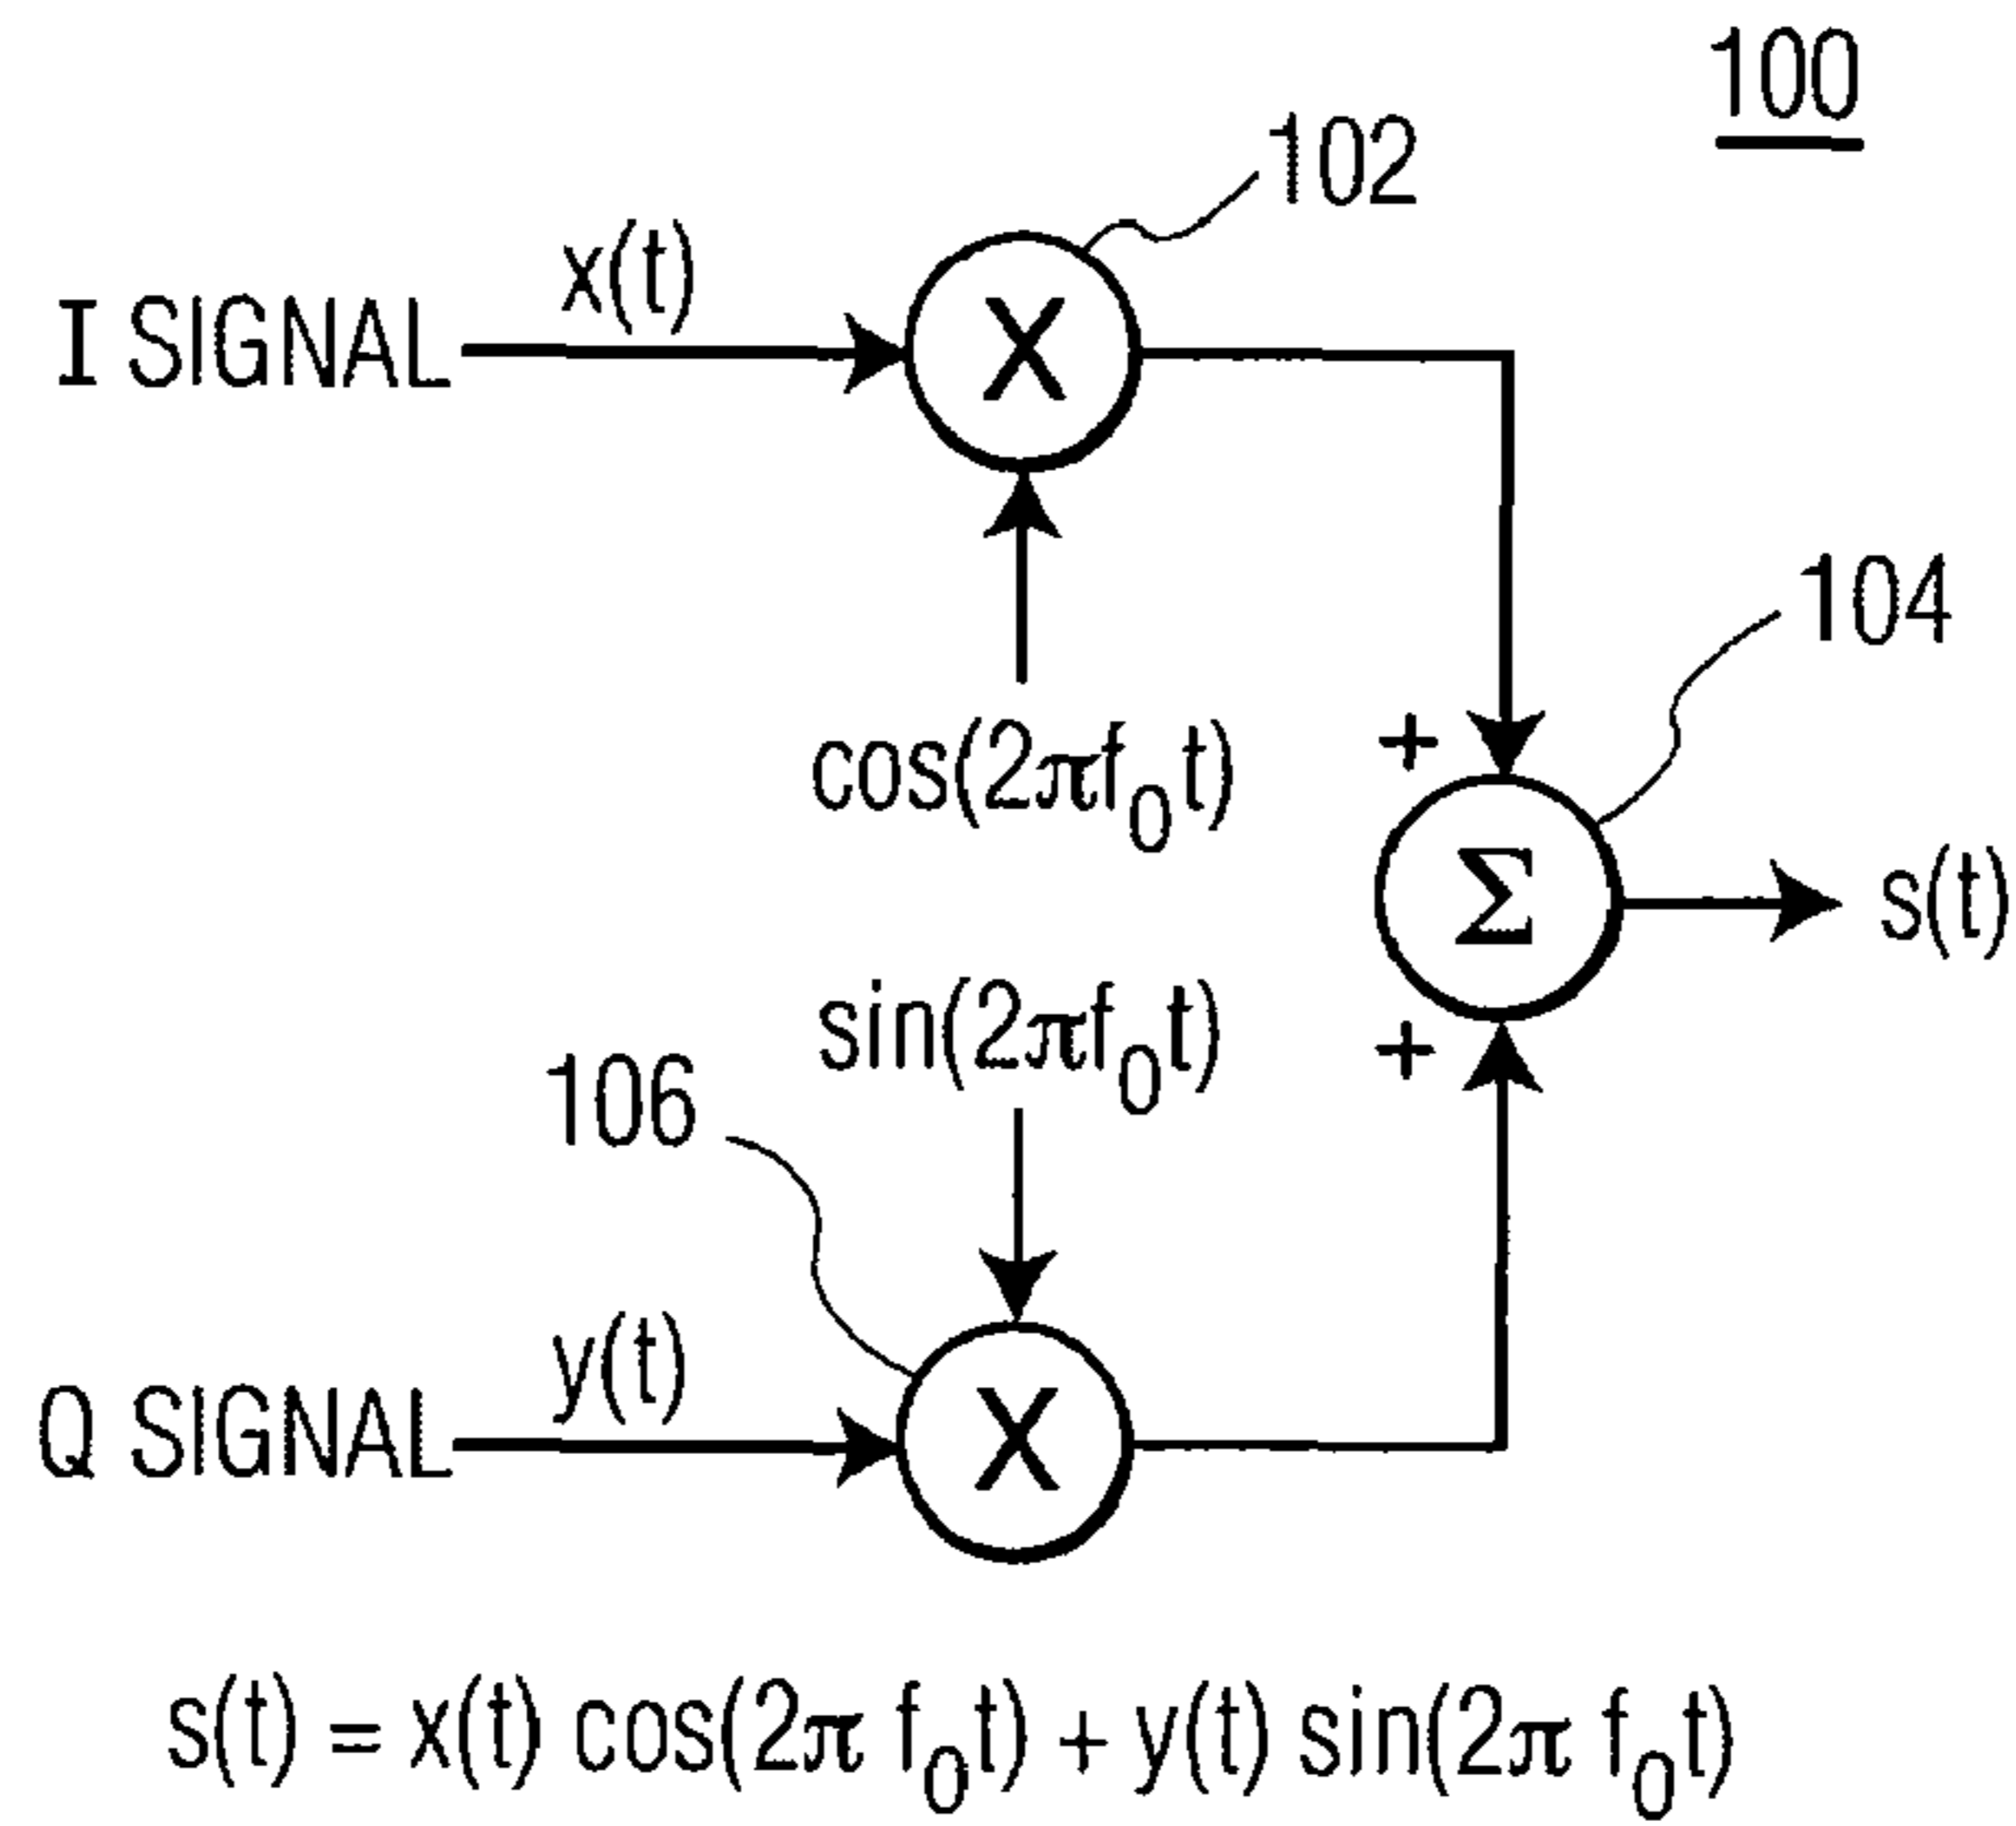 100
102
x(t)
I SIGNAL
X
cos(2πf₀t)
104
+
Σ
s(t)
sin(2πf₀t)
+
106
y(t)
Q SIGNAL
X
s(t) = x(t) cos(2π f₀t) + y(t) sin(2π f₀t)